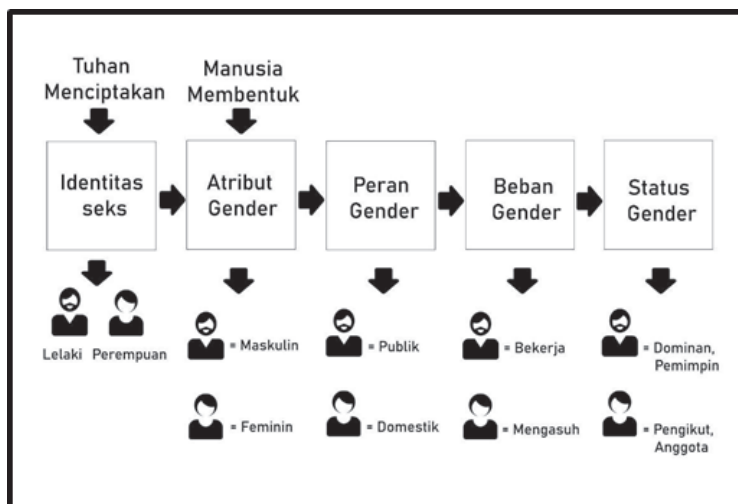 Tuhan
Menciptakan
Manusia
Membentuk
Identitas
seks
Atribut
Gender
Peran
Gender
Beban
Gender
Status
Gender
Lelaki Perempuan
= Maskulin
= Feminin
= Publik
= Domestik
= Bekerja
= Mengasuh
= Dominan,
Pemimpin
= Pengikut,
Anggota